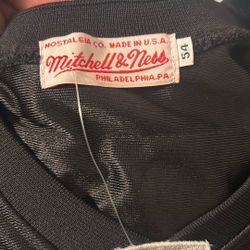 NOSTALGIA CO. MADE IN U.S.A.
Mitchell & Ness
PHILADELPHIA, PA
54